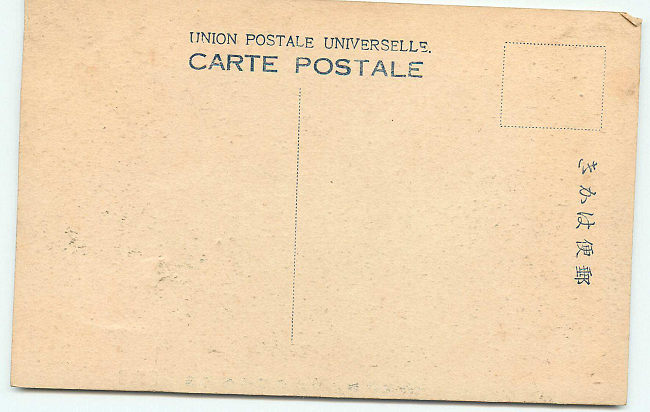 UNION POSTALE UNIVERSELLE.
CARTE POSTALE
郵便はかき